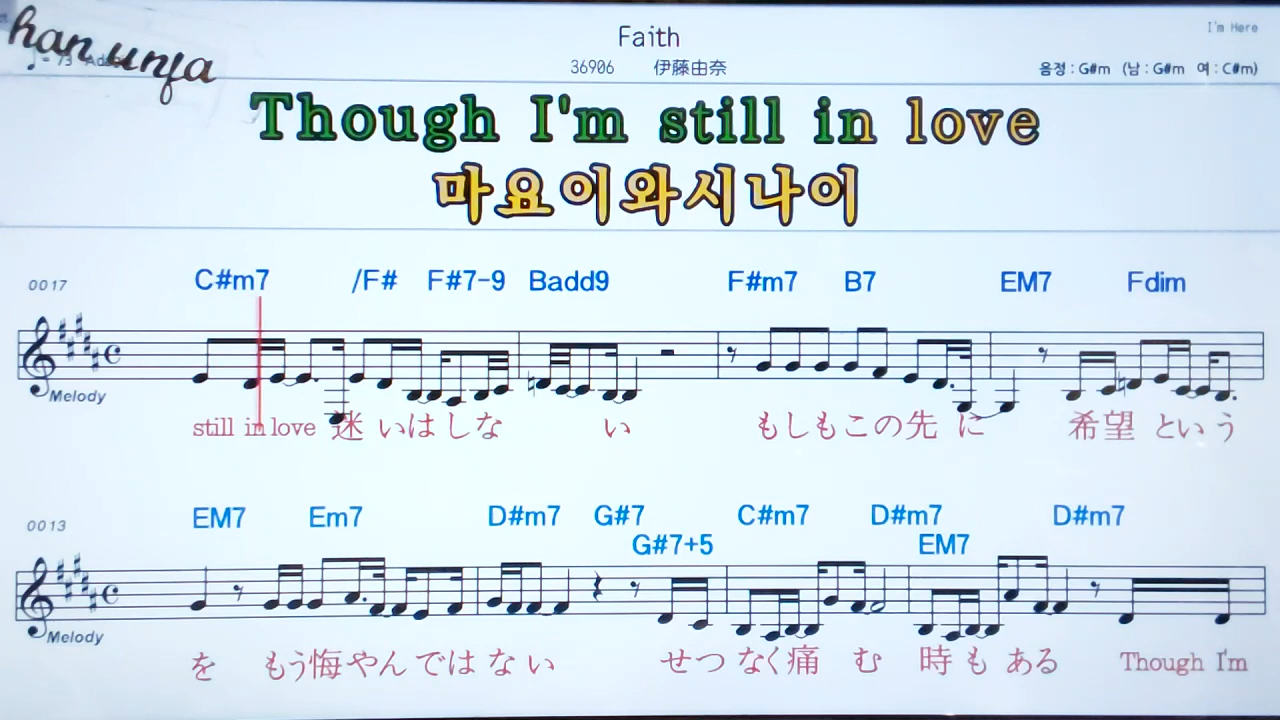 han unfa
I'm Here
Faith
♩= 73
36906 伊藤由奈
음정 : G#m (남 : G#m 여 : C#m)
Though I'm still in love
마요이와시나이
0017
C#m7 /F# F#7-9 Badd9 F#m7 B7 EM7 Fdim
Melody
still in love 迷 いは し な い もしもこの先 に 希望 とい う
0013
EM7 Em7 D#m7 G#7 C#m7 D#m7 D#m7
G#7+5 EM7
Melody
を もう悔やんでは な い せつ なく痛 む 時 も ある Though I'm